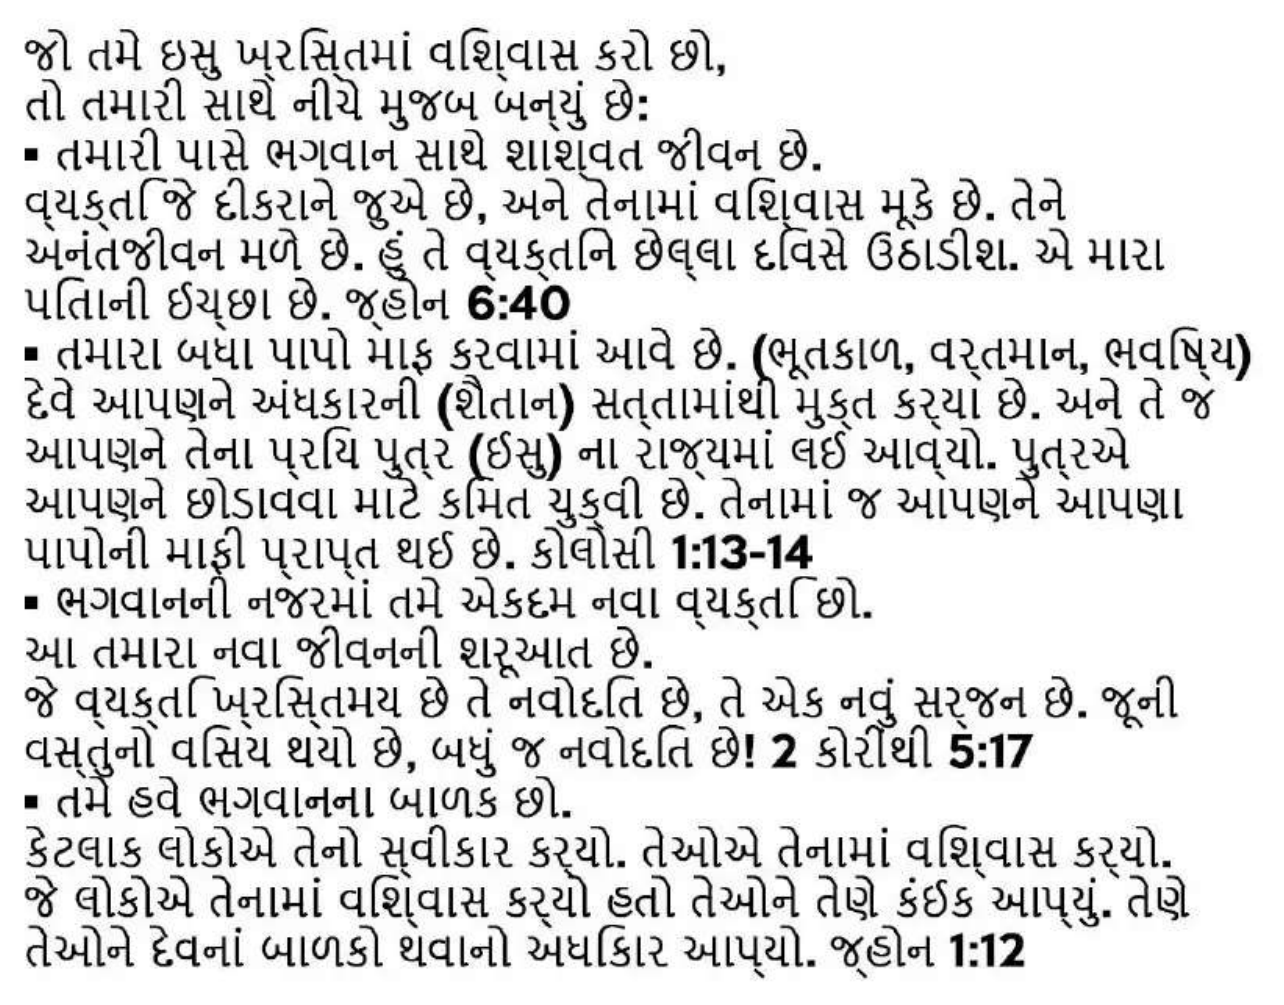 જો તમે ઇસુ ખ્રિસ્તિમાં વિશ્વાસ કરો છો,
તો તમારી સાથે નીચે મુજબ બન્યું છે:
▪ તમારી પાસે ભગવાન સાથે શાશ્વત જીવન છે.
વ્યક્તિ જે દીકરાને જુએ છે, અને તેનામાં વિશ્વાસ મૂકે છે. તેને
અનંતજીવન મળે છે. હું તે વ્યક્તિને છેલ્લા દિવસે ઉઠાડીશ. એ મારા
પિતાની ઈચ્છા છે. જ્હોન 6:40
▪ તમારા બધા પાપો માફ કરવામાં આવે છે. (ભૂતકાળ, વર્તમાન, ભવિષ્ય)
દેવે આપણને અંધકારની (શૈતાન) સત્તામાંથી મુક્ત કર્યા છે. અને તે જ
આપણને તેના પ્રિય પુત્ર (ઈસુ) ના રાજ્યમાં લઈ આવ્યો. પુત્રએ
આપણને છોડાવવા માટે કિંમત ચુકવી છે. તેનામાં જ આપણને આપણા
પાપોની માફી પ્રાપ્ત થઈ છે. કોલોસી 1:13-14
▪ ભગવાનની નજરમાં તમે એકદમ નવા વ્યક્તિ છો.
આ તમારા નવા જીવનની શરૂઆત છે.
જે વ્યક્તિ ખ્રિસ્તમય છે તે નવોદિત છે, તે એક નવું સર્જન છે. જૂની
વસ્તુનો વિસય થયો છે, બધું જ નવોદિત છે! 2 કોરીંથી 5:17
▪ તમે હવે ભગવાનના બાળક છો.
કેટલાક લોકોએ તેનો સ્વીકાર કર્યો. તેઓએ તેનામાં વિશ્વાસ કર્યો.
જે લોકોએ તેનામાં વિશ્વાસ કર્યો હતો તેઓને તેણે કંઈક આપ્યું. તેણે
તેઓને દેવનાં બાળકો થવાનો અધિકાર આપ્યો. જ્હોન 1:12